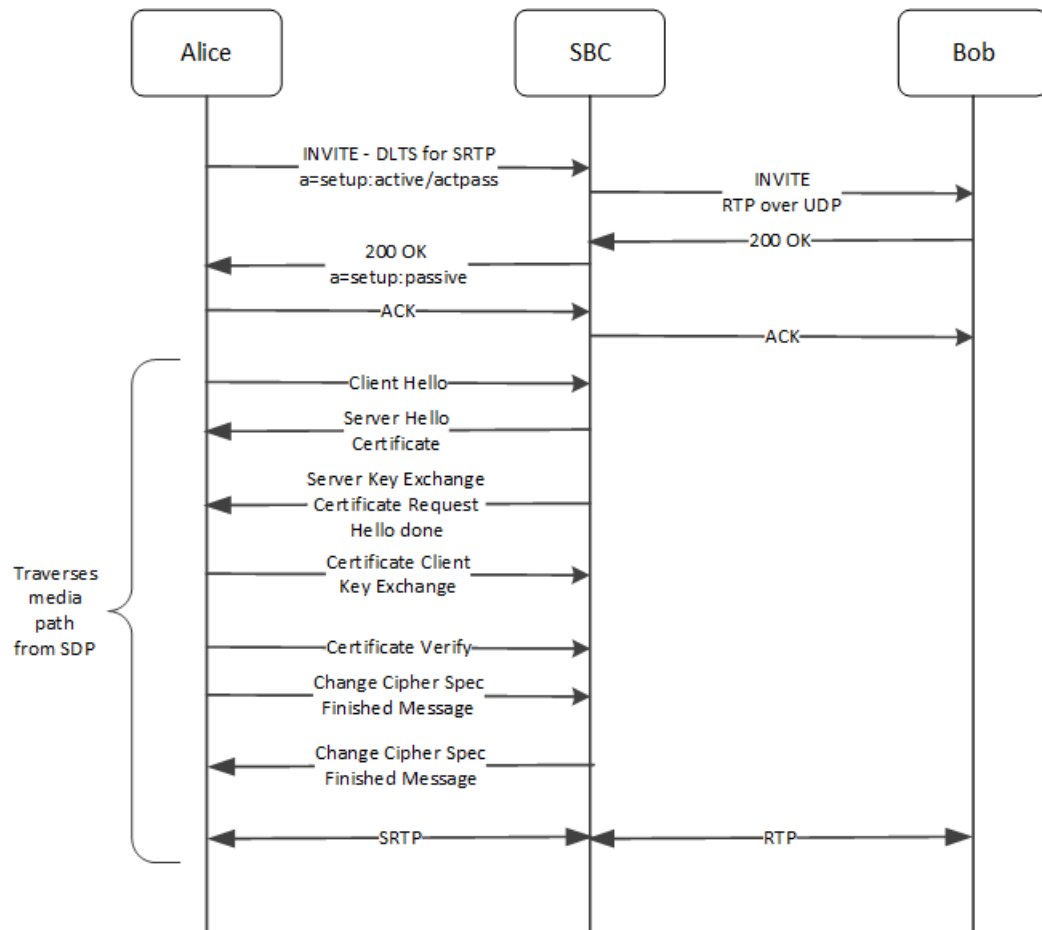 Alice
SBC
Bob
INVITE - DLTS for SRTP
a=setup:active/actpass
INVITE
RTP over UDP
200 OK
200 OK
a=setup:passive
ACK
ACK
Client Hello
Server Hello
Certificate
Server Key Exchange
Certificate Request
Hello done
Certificate Client
Key Exchange
Traverses
media
path
from SDP
Certificate Verify
Change Cipher Spec
Finished Message
Change Cipher Spec
Finished Message
SRTP
RTP